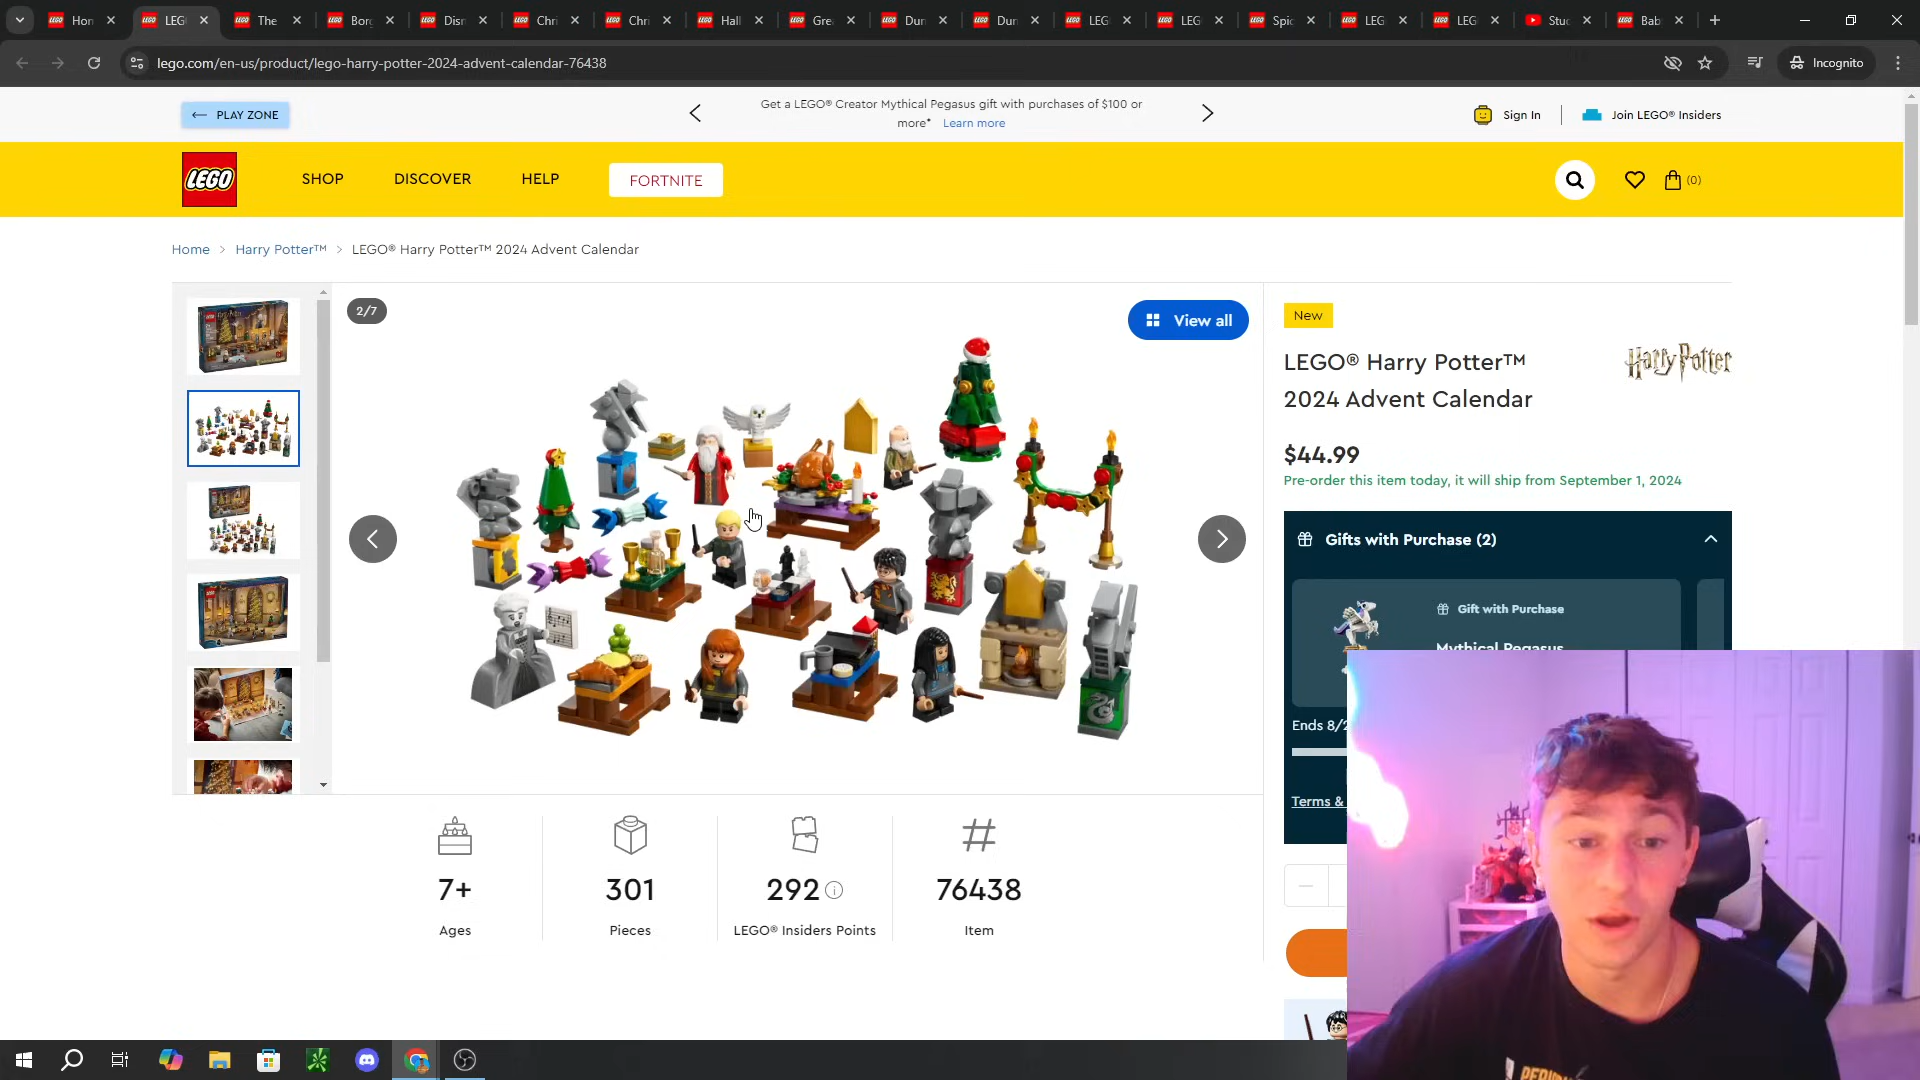 Hor
LEG
The
Borg
Disn
Chri
Chri
Hall
Grea
Dun
Dun
LEG
LEG
Spic
LEG
LEG
Stud
Bab
lego.com/en-us/product/lego-harry-potter-2024-advent-calendar-76438
Incognito
PLAY ZONE
Get a LEGO® Creator Mythical Pegasus gift with purchases of $100 or
more* Learn more
Sign In
Join LEGO® Insiders
LEGO
SHOP
DISCOVER
HELP
FORTNITE
(0)
Home > Harry Potter™ > LEGO® Harry Potter™ 2024 Advent Calendar
2/7
View all
New
LEGO® Harry Potter™
2024 Advent Calendar
Harry Potter
$44.99
Pre-order this item today, it will ship from September 1, 2024
Gifts with Purchase (2)
Gift with Purchase
Mythical Pegasus
Ends 8/2
Terms &
7+
Ages
301
Pieces
292
LEGO® Insiders Points
76438
Item